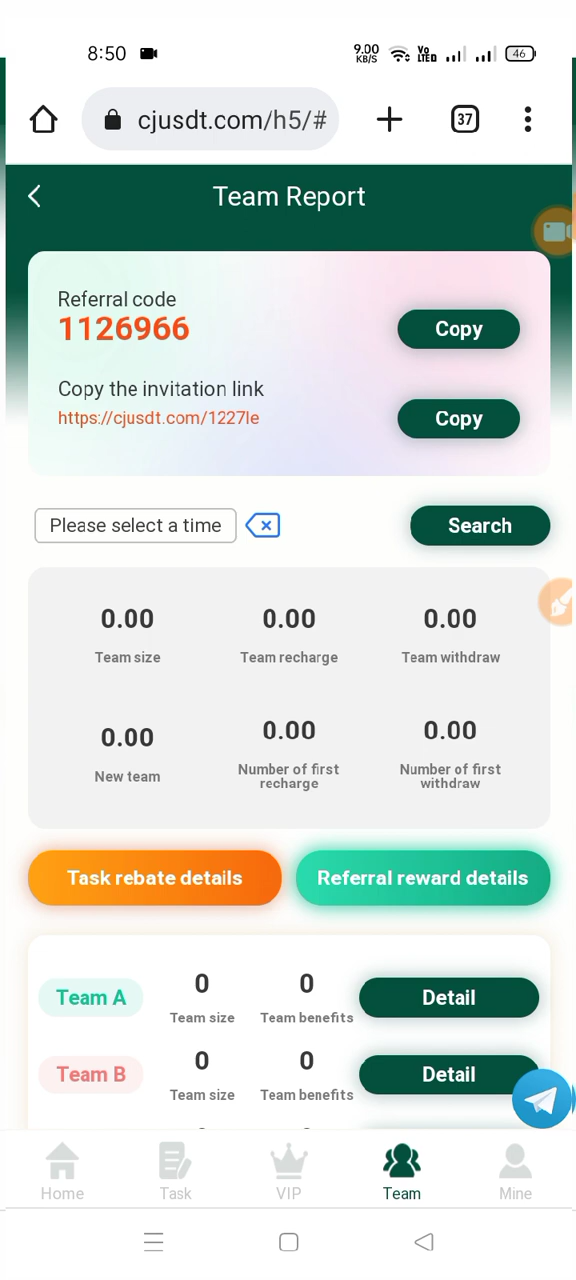 8:50
9.00 KB/S
Vo LTED
46
cjusdt.com/h5/#
37
Team Report
Referral code
1126966
Copy
Copy the invitation link
https://cjusdt.com/1227le
Copy
Please select a time
Search
0.00 0.00 0.00
Team size Team recharge Team withdraw
0.00 0.00 0.00
New team Number of first recharge Number of first withdraw
Task rebate details Referral reward details
Team A 0 0 Detail
Team size Team benefits
Team B 0 0 Detail
Team size Team benefits
Home Task VIP Team Mine